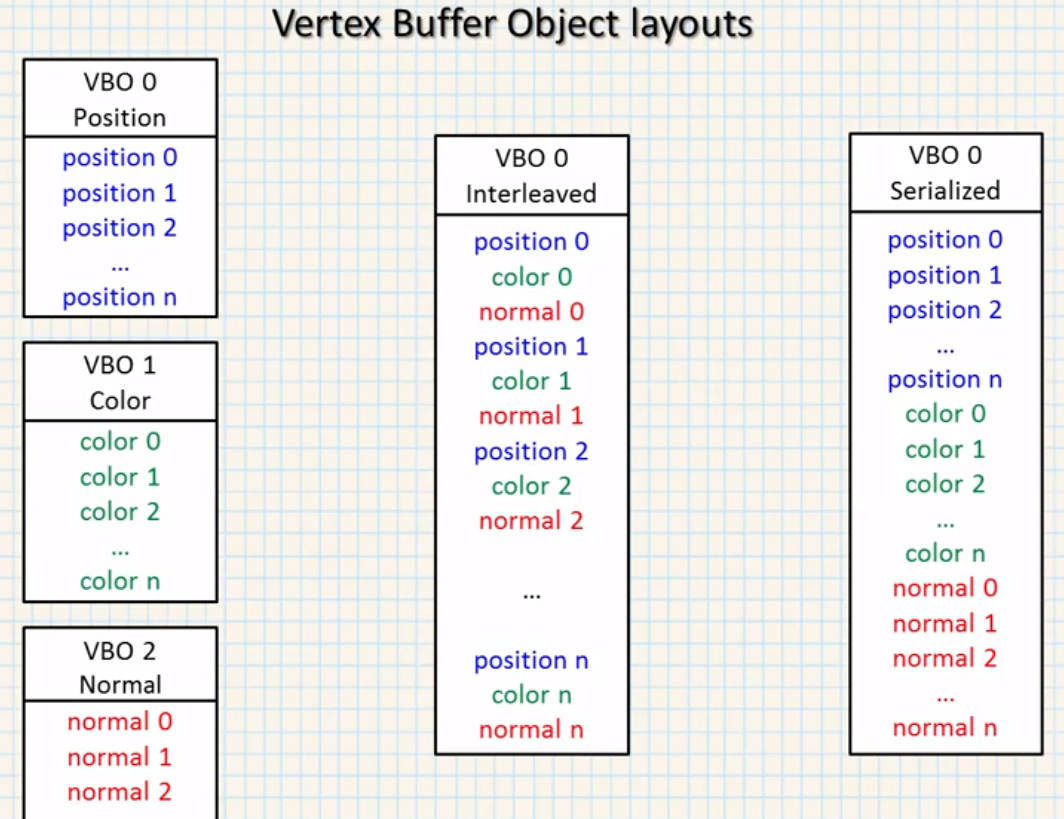 Vertex Buffer Object layouts
VBO 0
Position
position 0
position 1
position 2
...
position n
VBO 1
Color
color 0
color 1
color 2
...
color n
VBO 2
Normal
normal 0
normal 1
normal 2
VBO 0
Interleaved
position 0
color 0
normal 0
position 1
color 1
normal 1
position 2
color 2
normal 2
...
position n
color n
normal n
VBO 0
Serialized
position 0
position 1
position 2
...
position n
color 0
color 1
color 2
...
color n
normal 0
normal 1
normal 2
...
normal n